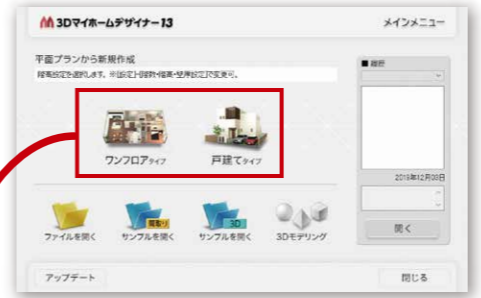 3Dマイホームデザイナー13
メインメニュー
平面プランから新規作成
階高設定を選択します。※[設定]-[階数・階高・壁厚設定]で変更可。
■ 履歴
ワンフロアタイプ
戸建てタイプ
2018年12月03日
間取り
3D
ファイルを開く
サンプルを開く
サンプルを開く
3Dモデリング
開く
アップデート
閉じる